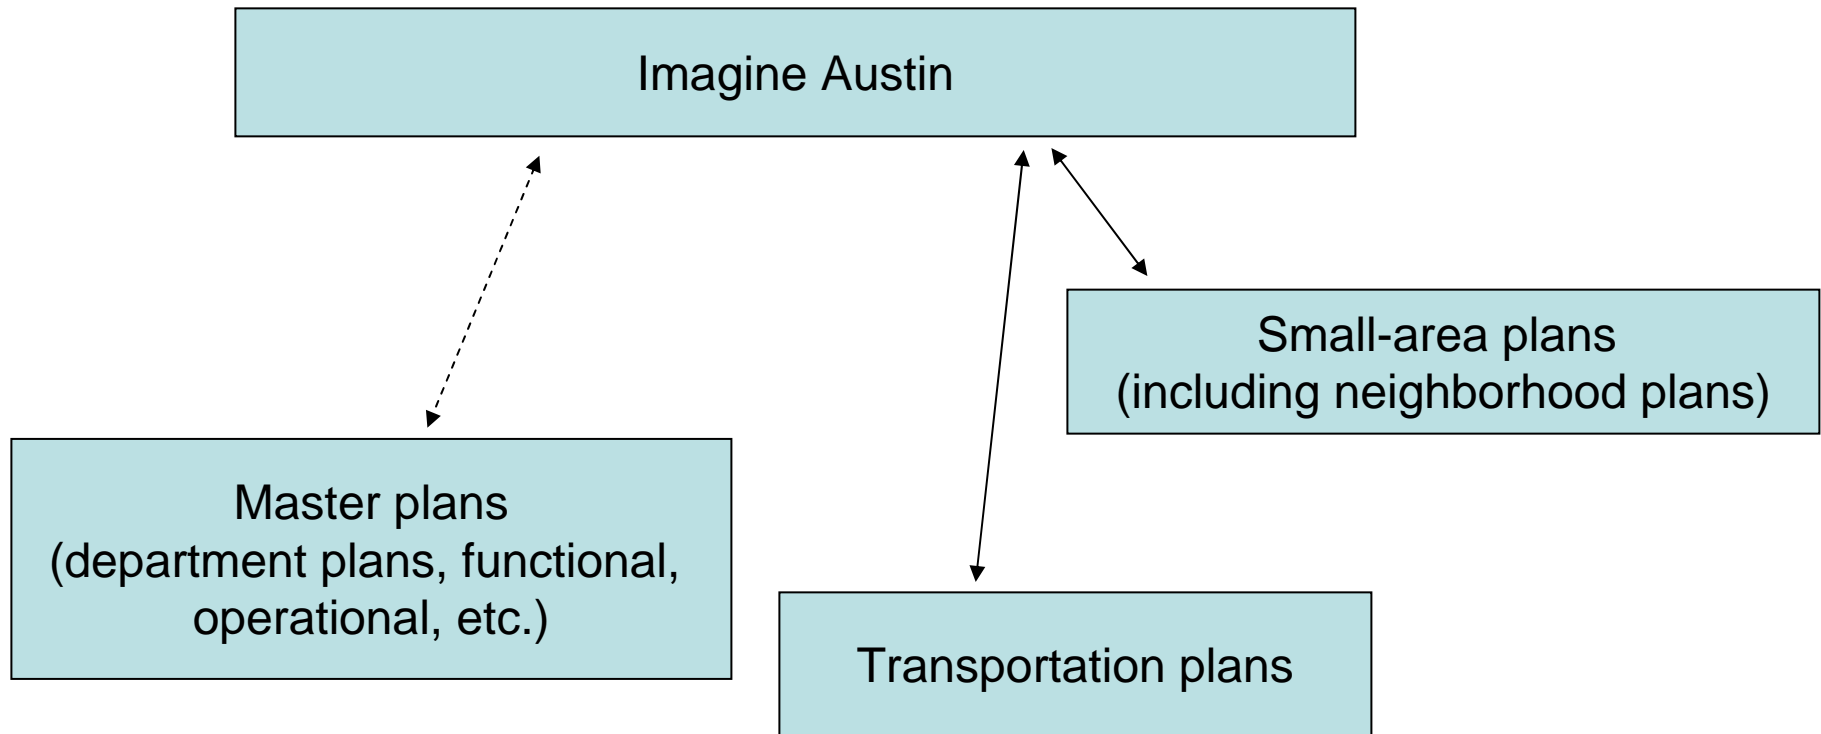 Imagine Austin
Small-area plans
(including neighborhood plans)
Master plans
(department plans, functional,
operational, etc.)
Transportation plans